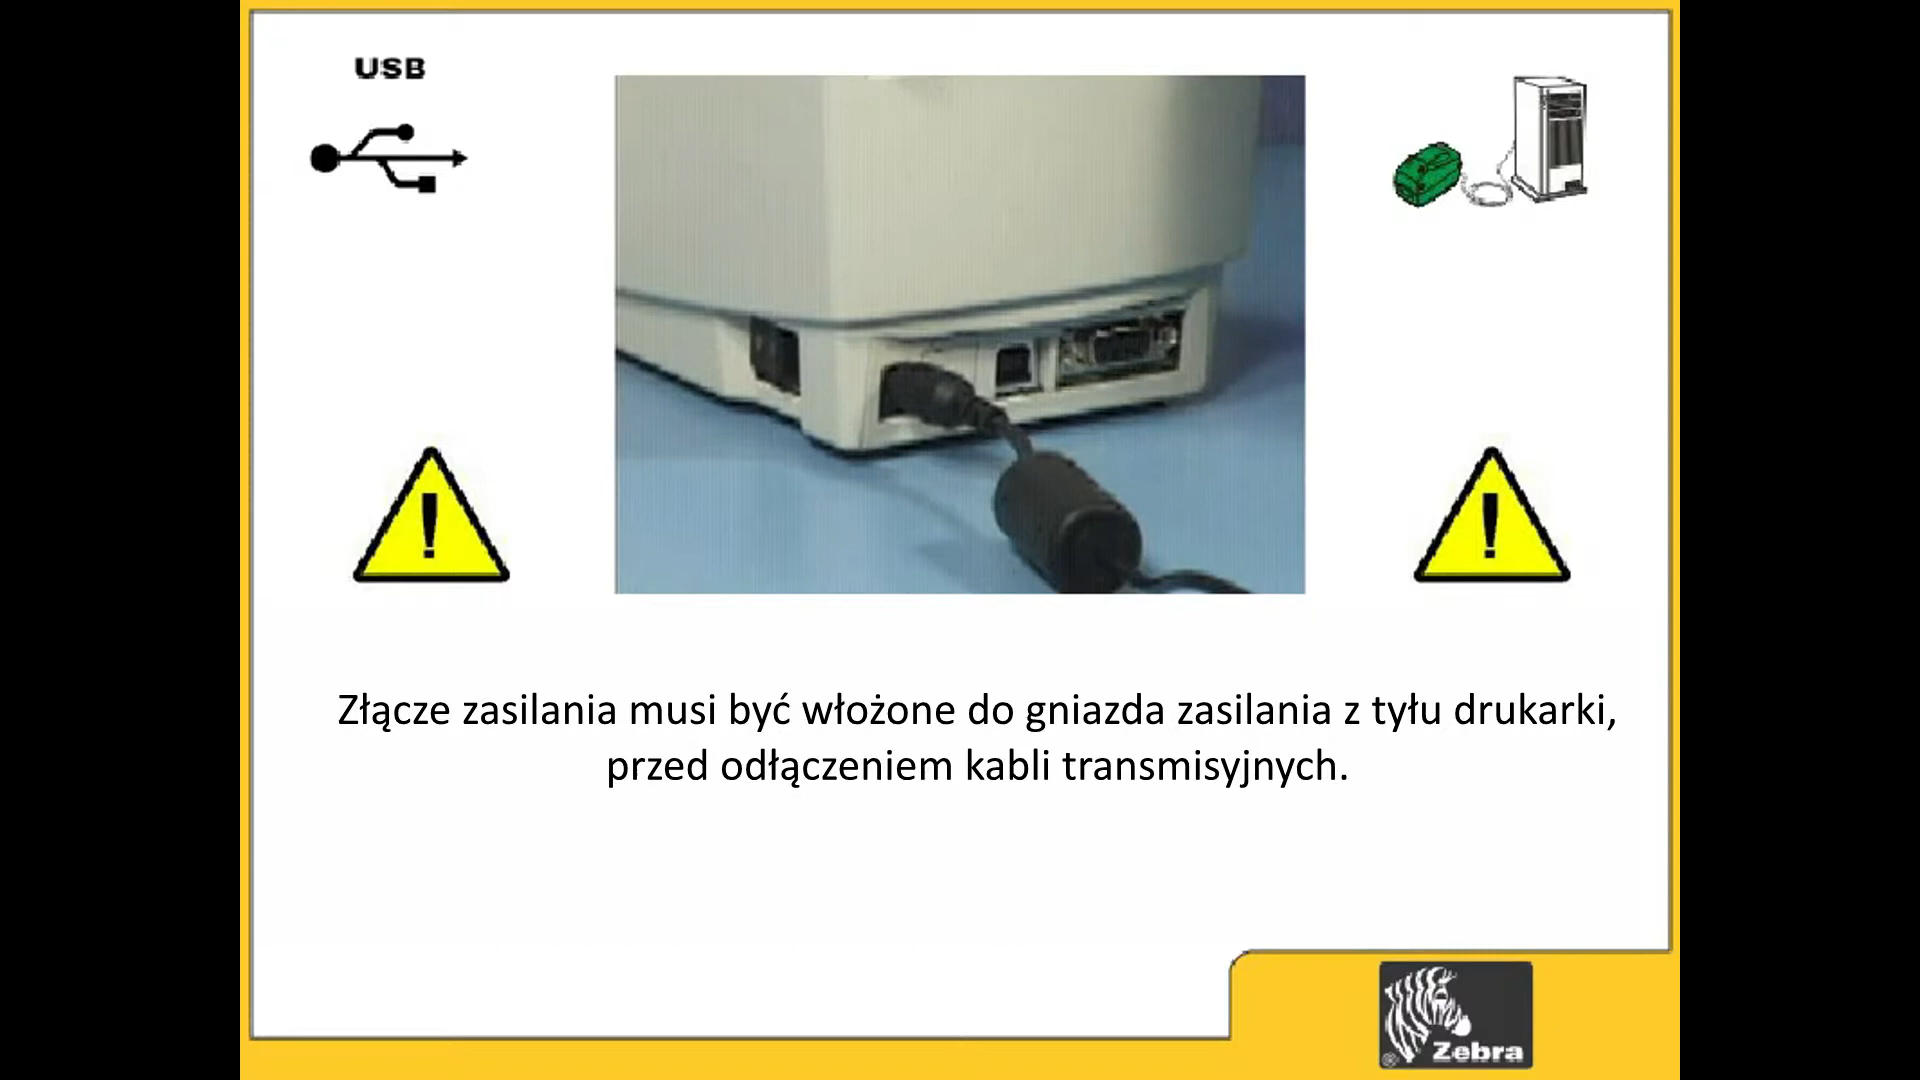 USB
Złącze zasilania musi być włożone do gniazda zasilania z tyłu drukarki,
przed odłączeniem kabli transmisyjnych.
® Zebra